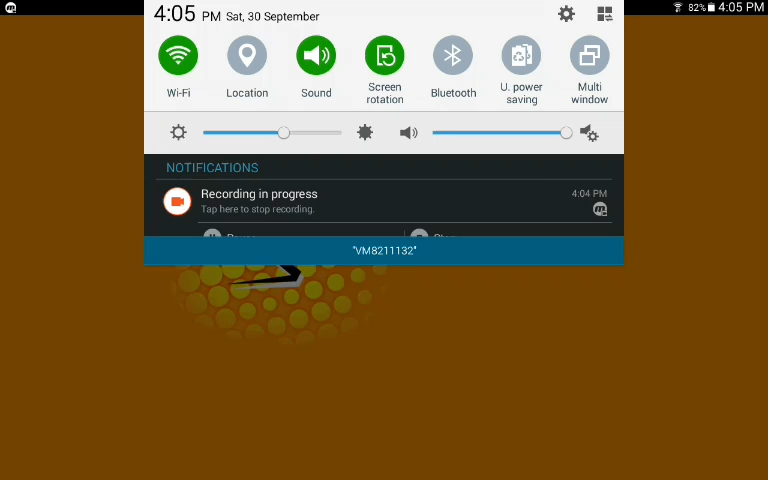 82% 4:05 PM
4:05 PM Sat, 30 September
Wi-Fi
Location
Sound
Screen rotation
Bluetooth
U. power saving
Multi window
NOTIFICATIONS
Recording in progress
4:04 PM
Tap here to stop recording.
"VM8211132"